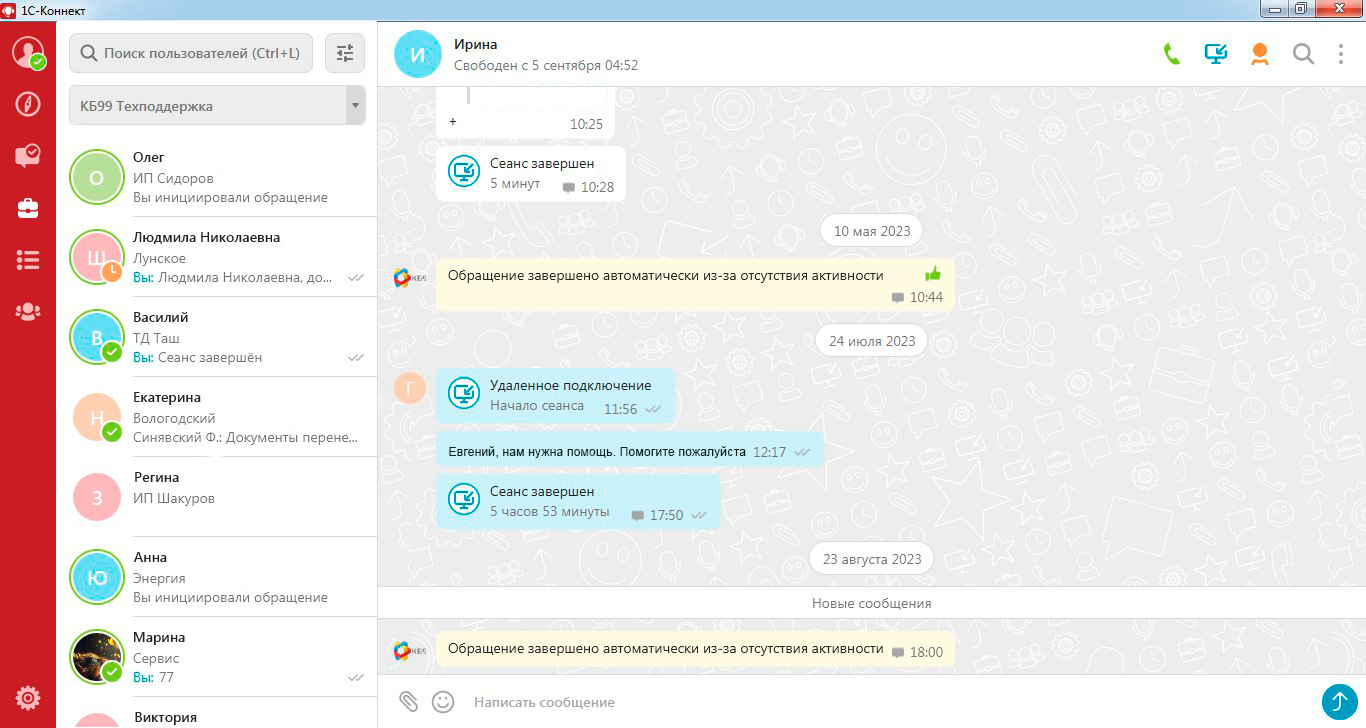 1С-Коннект
Поиск пользователей (Ctrl+L)
КБ99 Техподдержка
О
Олег
ИП Сидоров
Вы инициировали обращение
Ш
Людмила Николаевна
Лунское
Вы: Людмила Николаевна, до...
В
Василий
ТД Таш
Вы: Сеанс завершён
Н
Екатерина
Вологодский
Синявский Ф.: Документы перене...
З
Регина
ИП Шакуров
Ю
Анна
Энергия
Вы инициировали обращение
Марина
Сервис
Вы: 77
Виктория
И
Ирина
Свободен с 5 сентября 04:52
+
10:25
Сеанс завершен
5 минут 10:28
10 мая 2023
Обращение завершено автоматически из-за отсутствия активности
10:44
24 июля 2023
Г
Удаленное подключение
Начало сеанса 11:56
Евгений, нам нужна помощь. Помогите пожалуйста 12:17
Сеанс завершен
5 часов 53 минуты 17:50
23 августа 2023
Новые сообщения
Обращение завершено автоматически из-за отсутствия активности 18:00
Написать сообщение